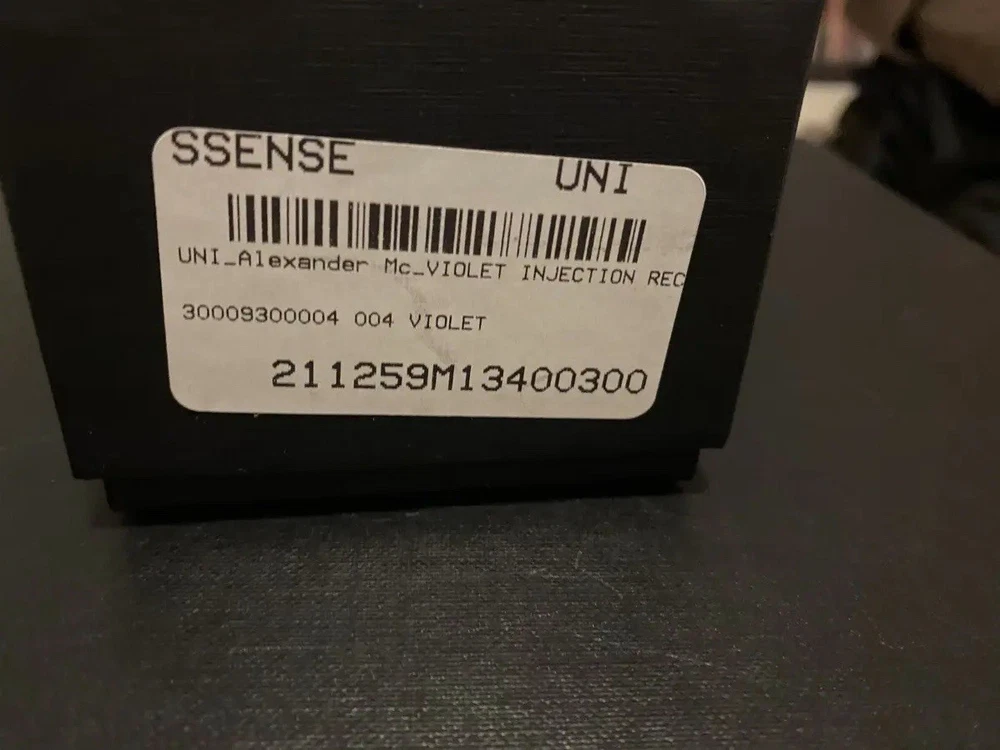 SSENSE UNI
UNI_Alexander Mc_VIOLET INJECTION REC
30009300004 004 VIOLET
211259M13400300